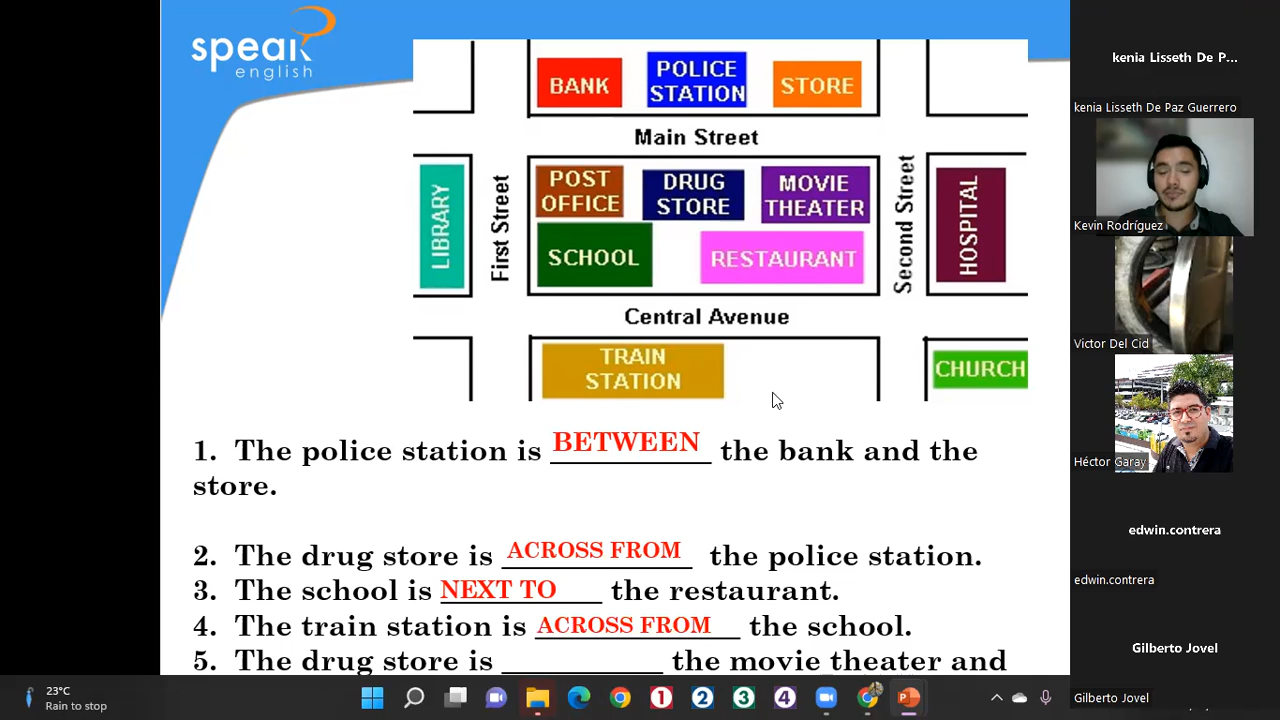 speak
english
BANK
POLICE
STATION
STORE
Main Street
LIBRARY
First Street
POST
OFFICE
DRUG
STORE
MOVIE
THEATER
SCHOOL
RESTAURANT
Second Street
HOSPITAL
Central Avenue
TRAIN
STATION
CHURCH
1. The police station is BETWEEN the bank and the
store.
2. The drug store is ACROSS FROM the police station.
3. The school is NEXT TO the restaurant.
4. The train station is ACROSS FROM the school.
5. The drug store is ____________ the movie theater and
kenia Lisseth De P...
kenia Lisseth De Paz Guerrero
Kevin Rodríguez
Victor Del Cid
Héctor Garay
edwin.contrera
edwin.contrera
Gilberto Jovel
Gilberto Jovel
23°C
Rain to stop
1
2
3
4